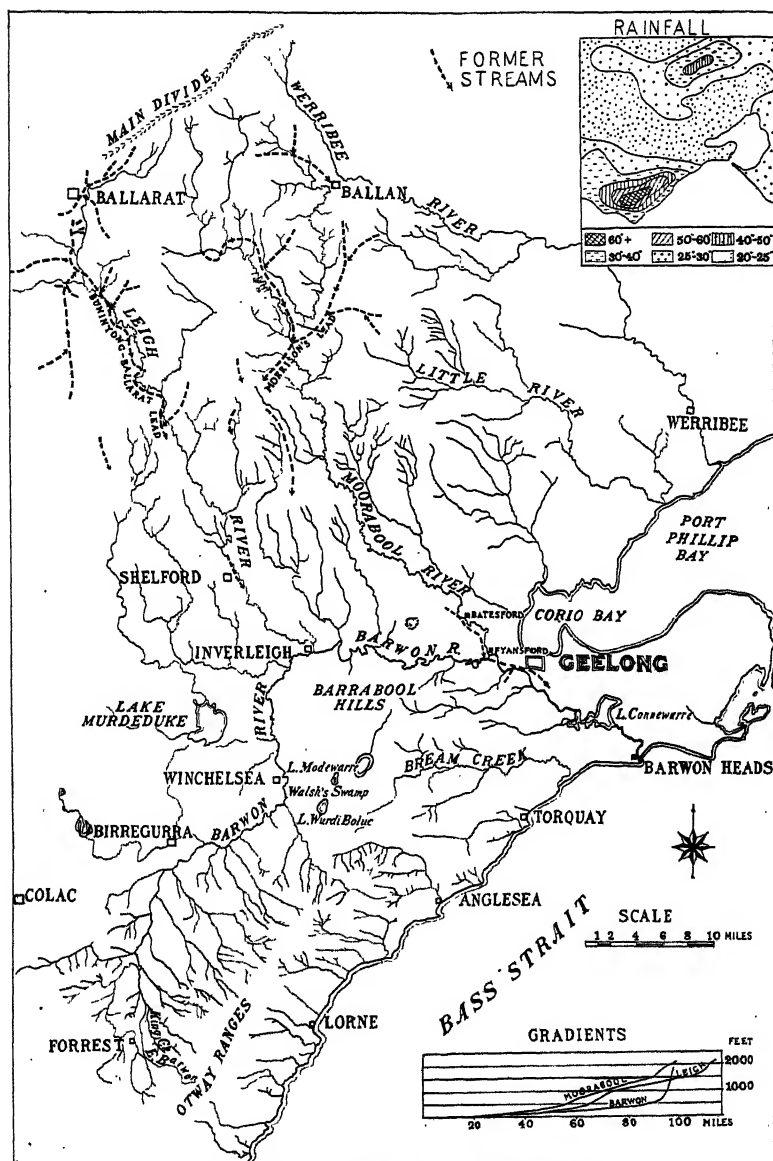 RAINFALL
FORMER
STREAMS
MAIN DIVIDE
WERRIBEE
BALLARAT
BALLAN
RIVER
60"+ 50"-60" 40"-50"
30"-40" 25"-30" 20"-25"
LEIGH
BALLARAT LEAD
MORRISON'S LEAD
LITTLE
RIVER
WERRIBEE
MOORABOOL
RIVER
PORT
PHILLIP
BAY
RIVER
SHELFORD
BATESFORD
CORIO BAY
INVERLEIGH
BARWON R.
FYANSFORD
GEELONG
BARRABOOL
HILLS
LAKE
MURDEDUKE
RIVER
L. Connewarre
L. Modewarre
BREAM CREEK
BARWON HEADS
WINCHELSEA
Walsh's Swamp
L. Wurdi Boluc
TORQUAY
BARWON
BIRREGURRA
COLAC
ANGLESEA
SCALE
1 2 4 6 8 10 MILES
BASS STRAIT
LORNE
FORREST
OTWAY RANGES
GRADIENTS
FEET
2000
MOORABOUL
LEIGH
1000
BARWON
20 40 60 80 100
MILES